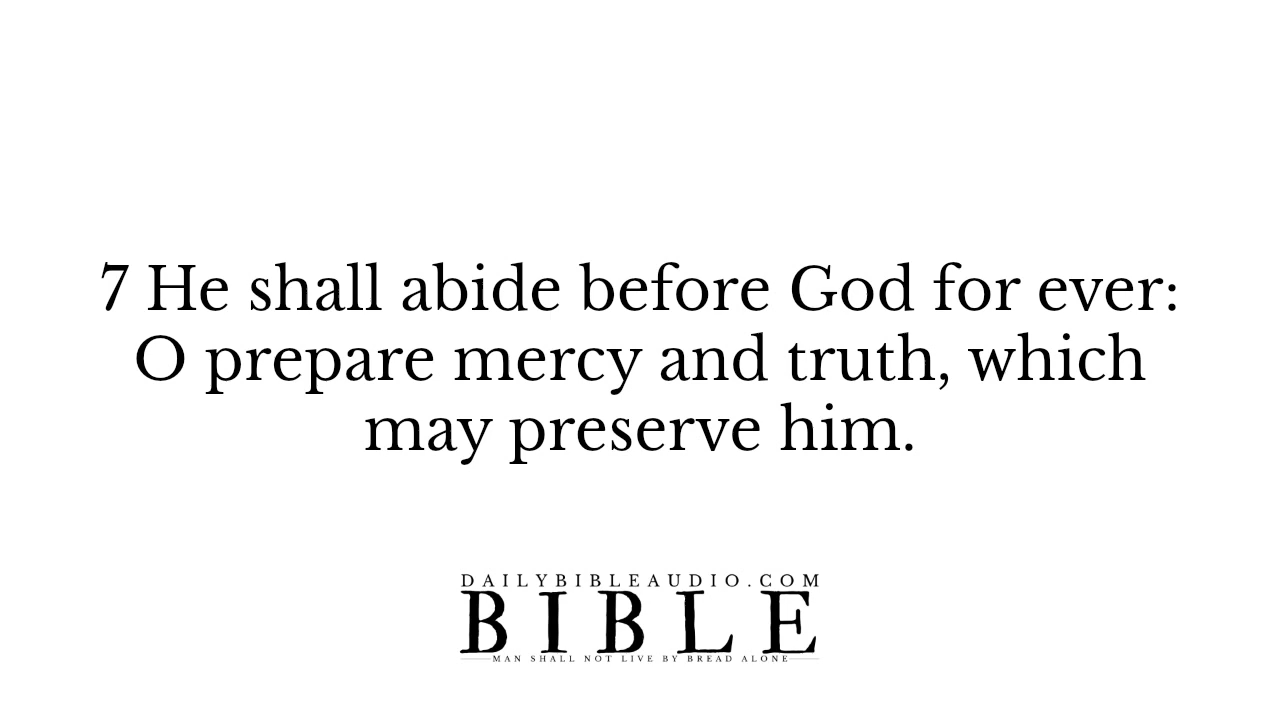 7 He shall abide before God for ever:
O prepare mercy and truth, which
may preserve him.
DAILYBIBLEAUDIO.COM
BIBLE
MAN SHALL NOT LIVE BY BREAD ALONE